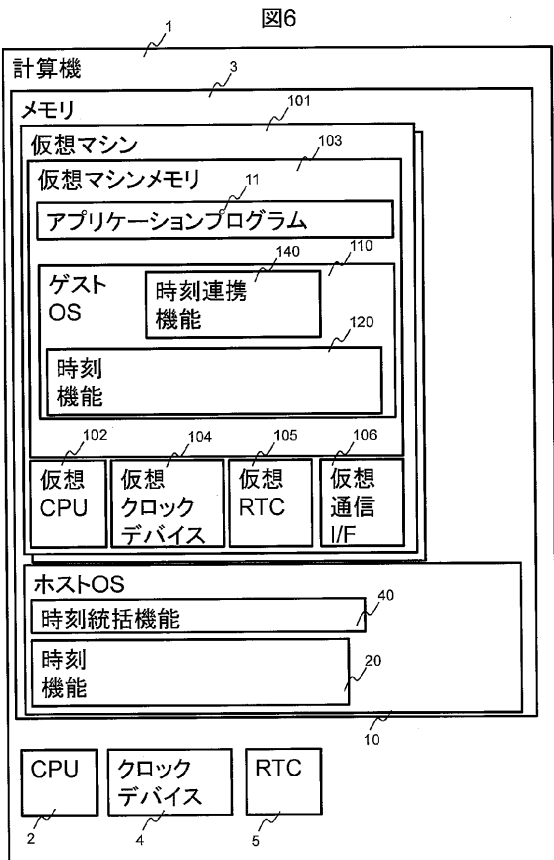 図6
1
計算機
3
メモリ
101
仮想マシン
103
仮想マシンメモリ
11
アプリケーションプログラム
140
110
ゲスト
OS
時刻連携
機能
120
時刻
機能
102
104
105
106
仮想
CPU
仮想
クロック
デバイス
仮想
RTC
仮想
通信
I/F
ホストOS
時刻統括機能
40
時刻
機能
20
10
CPU
クロック
デバイス
RTC
2
4
5